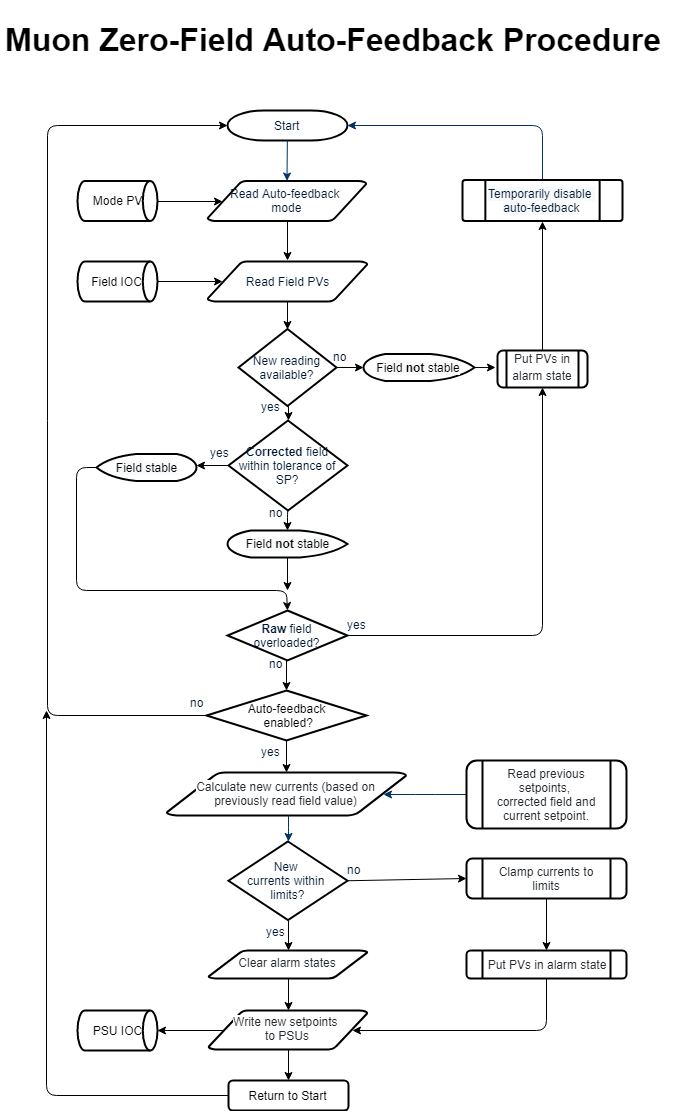 Muon Zero-Field Auto-Feedback Procedure
Start
Mode PV
Read Auto-feedback
mode
Temporarily disable
auto-feedback
Field IOC
Read Field PVs
New reading
available?
no
Field not stable
Put PVs in
alarm state
yes
Corrected field
within tolerance of
SP?
yes
Field stable
no
Field not stable
Raw field
overloaded?
yes
no
Auto-feedback
enabled?
no
yes
Calculate new currents (based on
previously read field value)
Read previous
setpoints,
corrected field and
current setpoint.
New
currents within
limits?
no
Clamp currents to
limits
yes
Clear alarm states
Put PVs in alarm state
PSU IOC
Write new setpoints
to PSUs
Return to Start